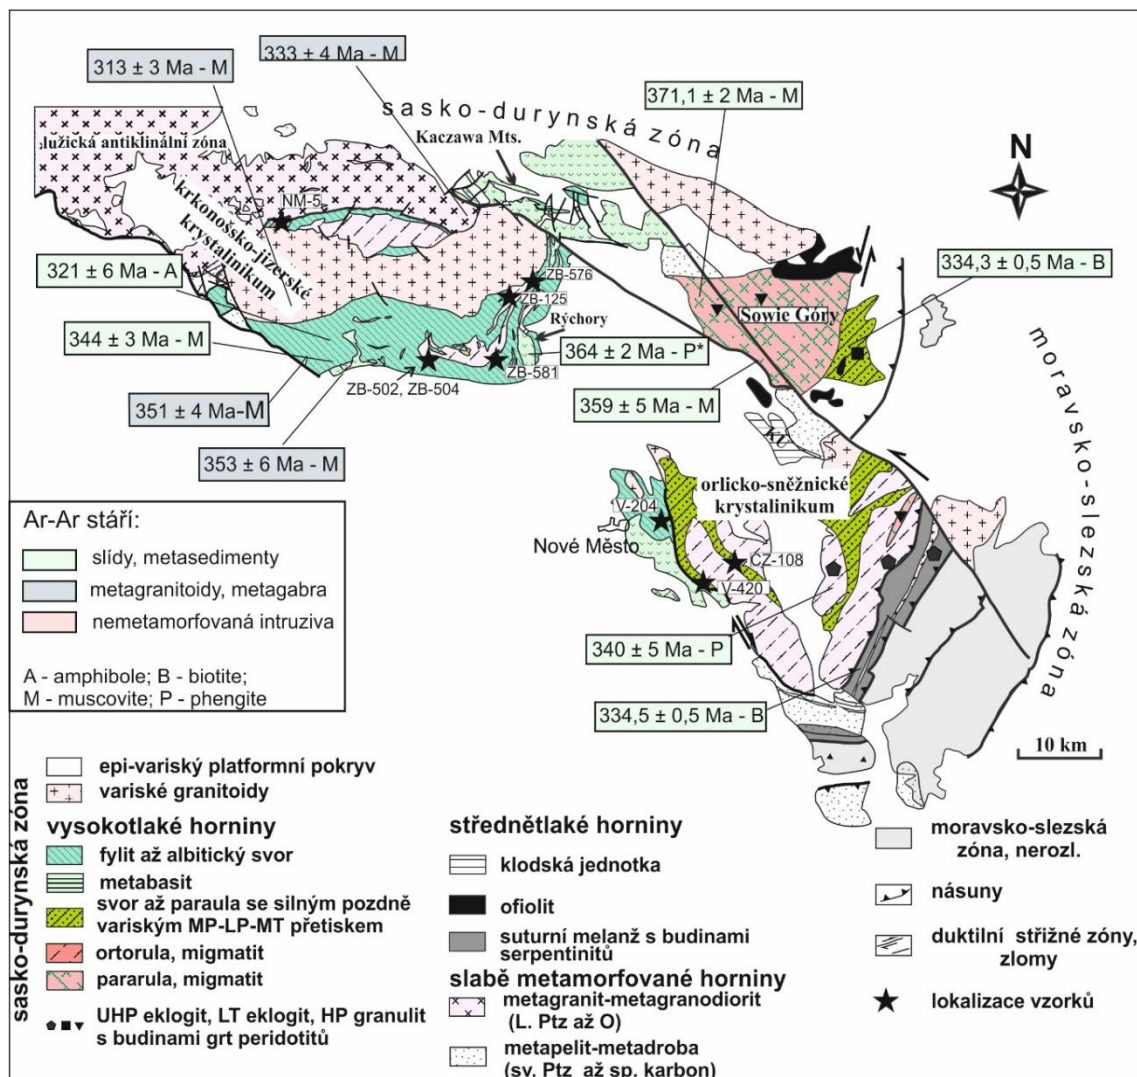 333 ± 4 Ma - M
313 ± 3 Ma - M
371,1 ± 2 Ma - M
sasko-durynská zóna
Kaczawa Mts.
lužická antiklinální zóna
N
krkonošsko-jizerské
krystalinikum
NM-5
334,3 ± 0,5 Ma - B
321 ± 6 Ma - A
ZB-576
ZB-125
Sowie Góry
Rýchory
344 ± 3 Ma - M
364 ± 2 Ma - P*
ZB-581
ZB-502, ZB-504
351 ± 4 Ma-M
359 ± 5 Ma - M
353 ± 6 Ma - M
moravsko-slezská zóna
orlicko-sněžnické
krystalinikum
V-204
Nové Město
CZ-108
V-420
340 ± 5 Ma - P
334,5 ± 0,5 Ma - B
10 km
Ar-Ar stáří:
slídy, metasedimenty
metagranitoidy, metagabra
nemetamorfovaná intruziva
A - amphibole; B - biotite;
M - muscovite; P - phengite
sasko-durynská zóna
epi-variský platformní pokryv
variské granitoidy
vysokotlaké horniny
fylit až albitický svor
metabasit
svor až paraula se silným pozdně
variským MP-LP-MT přetiskem
ortorula, migmatit
pararula, migmatit
UHP eklogit, LT eklogit, HP granulit
s budinami grt peridotitů
střednětlaké horniny
klodská jednotka
ofiolit
suturní melanž s budinami
serpentinitů
slabě metamorfované horniny
metagranit-metagranodiorit
(L. Ptz až O)
metapelit-metadroba
(sv. Ptz až sp. karbon)
moravsko-slezská
zóna, nerozl.
násuny
duktilní střižné zóny,
zlomy
lokalizace vzorků